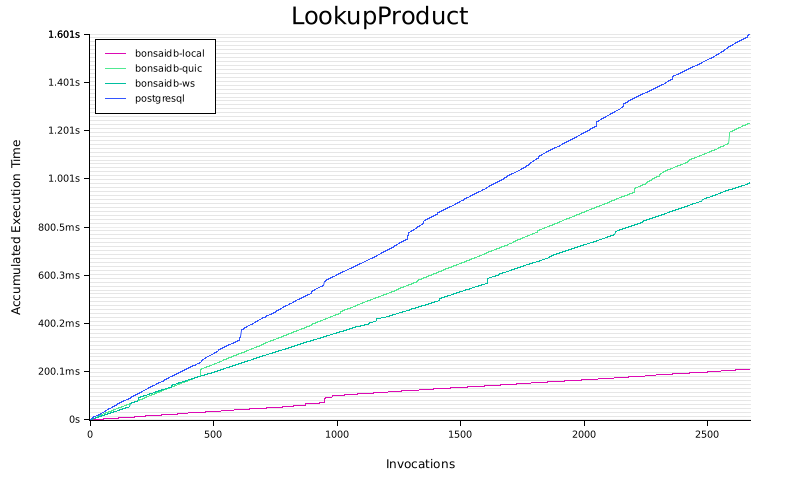 LookupProduct
1.601s
1.401s
1.201s
1.001s
800.5ms
600.3ms
400.2ms
200.1ms
0s
bonsaidb-local
bonsaidb-quic
bonsaidb-ws
postgresql
Accumulated Execution Time
0
500
1000
1500
2000
2500
Invocations